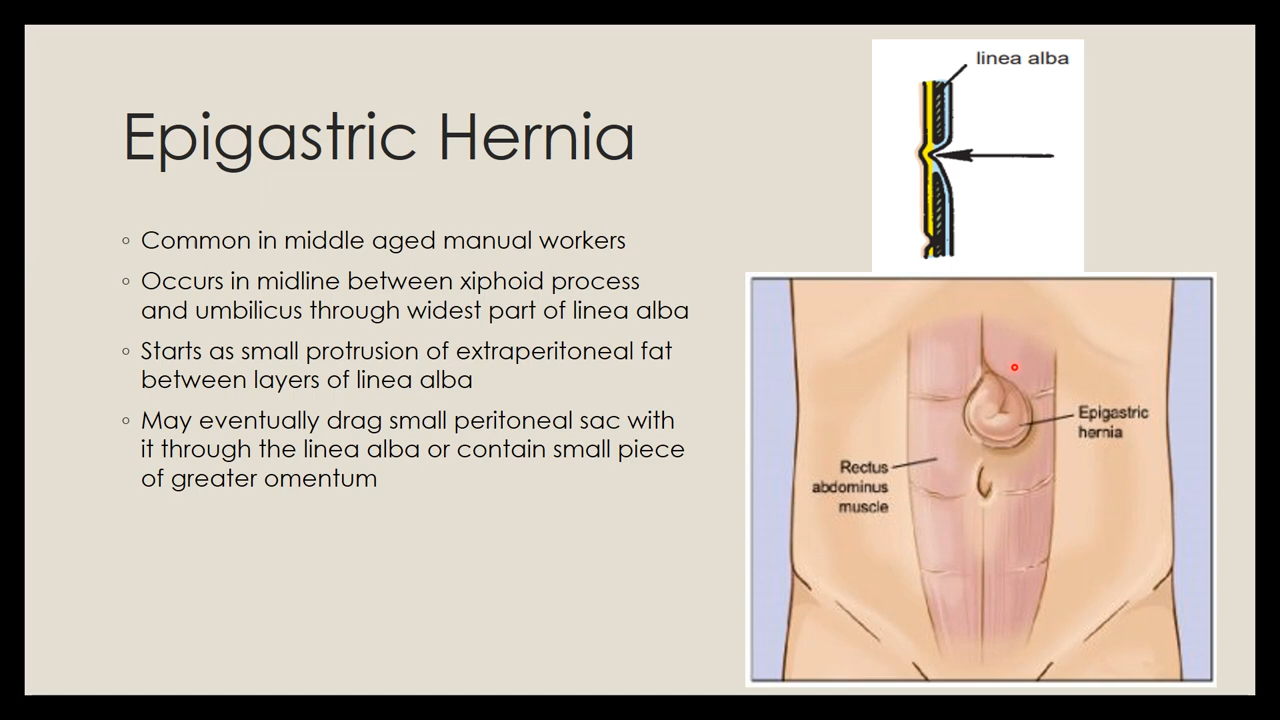 Epigastric Hernia
◦ Common in middle aged manual workers
◦ Occurs in midline between xiphoid process
and umbilicus through widest part of linea alba
◦ Starts as small protrusion of extraperitoneal fat
between layers of linea alba
◦ May eventually drag small peritoneal sac with
it through the linea alba or contain small piece
of greater omentum
linea alba
Epigastric
hernia
Rectus
abdominus
muscle